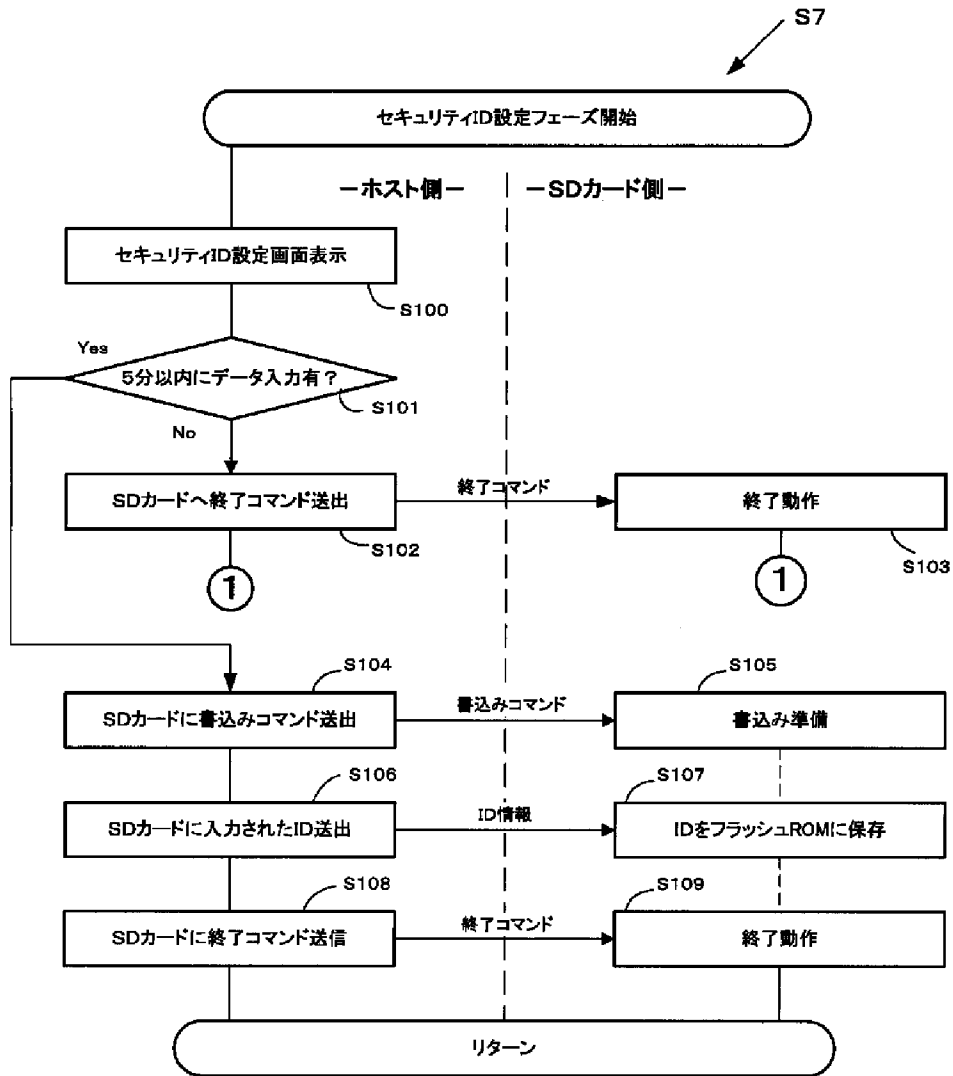 S7
セキュリティID設定フェーズ開始
－ホスト側－
－SDカード側－
セキュリティID設定画面表示
S100
Yes
5分以内にデータ入力有？
S101
No
SDカードへ終了コマンド送出
終了コマンド
終了動作
S102
S103
1
1
S104
S105
SDカードに書込みコマンド送出
書込みコマンド
書込み準備
S106
S107
SDカードに入力されたID送出
ID情報
IDをフラッシュROMに保存
S108
S109
SDカードに終了コマンド送信
終了コマンド
終了動作
リターン